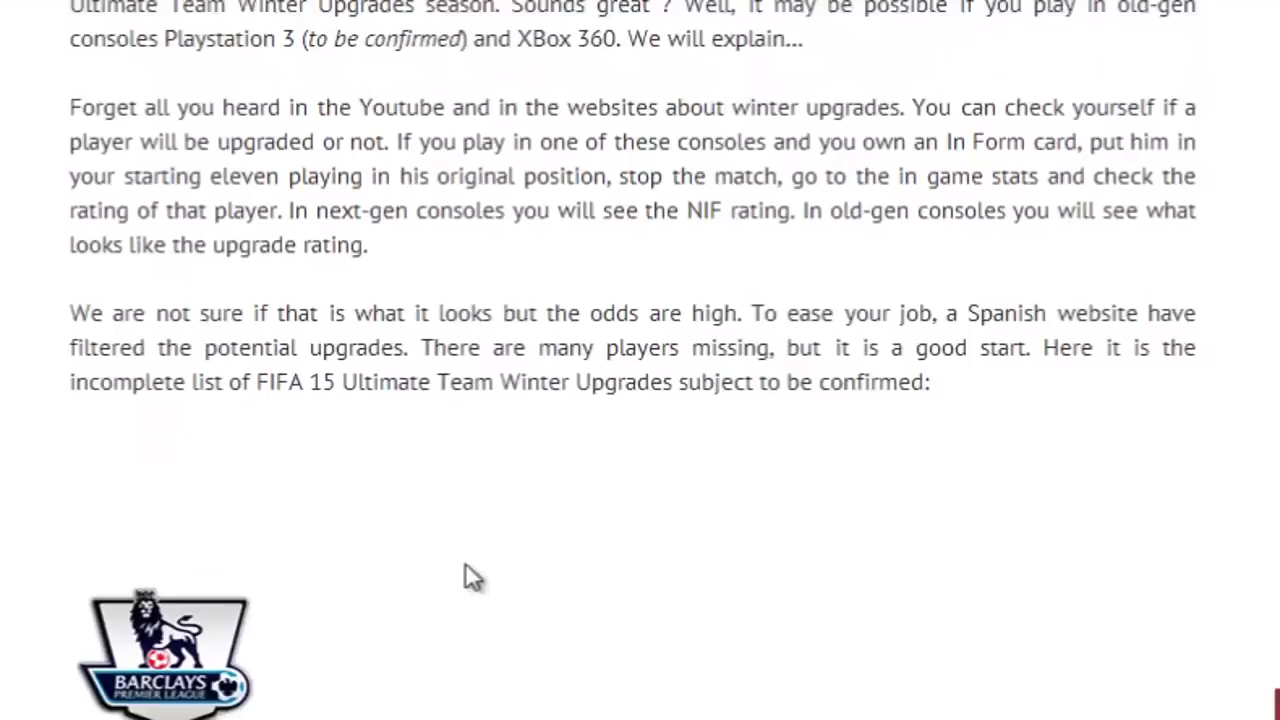 Ultimate Team Winter Upgrades season. Sounds great ? Well, it may be possible if you play in old-gen
consoles Playstation 3 (to be confirmed) and XBox 360. We will explain...
Forget all you heard in the Youtube and in the websites about winter upgrades. You can check yourself if a
player will be upgraded or not. If you play in one of these consoles and you own an In Form card, put him in
your starting eleven playing in his original position, stop the match, go to the in game stats and check the
rating of that player. In next-gen consoles you will see the NIF rating. In old-gen consoles you will see what
looks like the upgrade rating.
We are not sure if that is what it looks but the odds are high. To ease your job, a Spanish website have
filtered the potential upgrades. There are many players missing, but it is a good start. Here it is the
incomplete list of FIFA 15 Ultimate Team Winter Upgrades subject to be confirmed:
BARCLAYS
PREMIER LEAGUE